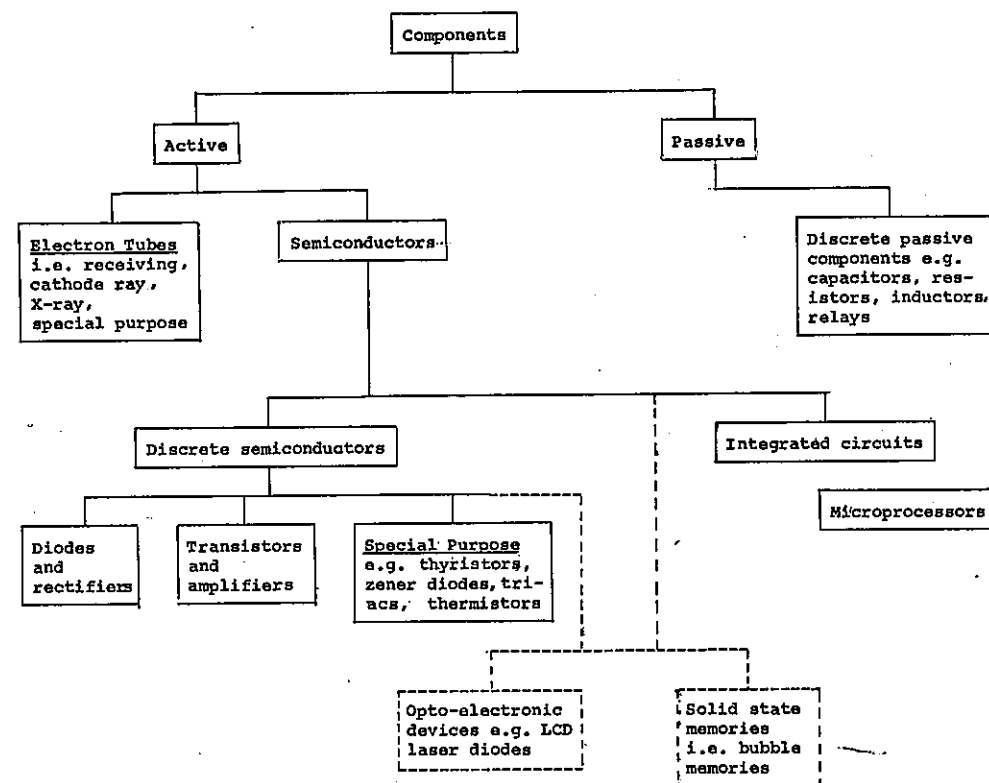 Components
Active
Passive
Electron Tubes
i.e. receiving,
cathode ray,
X-ray,
special purpose
Semiconductors
Discrete passive
components e.g.
capacitors, res-
istors, inductors,
relays
Discrete semiconductors
Integrated circuits
Microprocessors
Diodes
and
rectifiers
Transistors
and
amplifiers
Special Purpose
e.g. thyristors,
zener diodes, tri-
acs, thermistors
Opto-electronic
devices e.g. LCD
laser diodes
Solid state
memories
i.e. bubble
memories